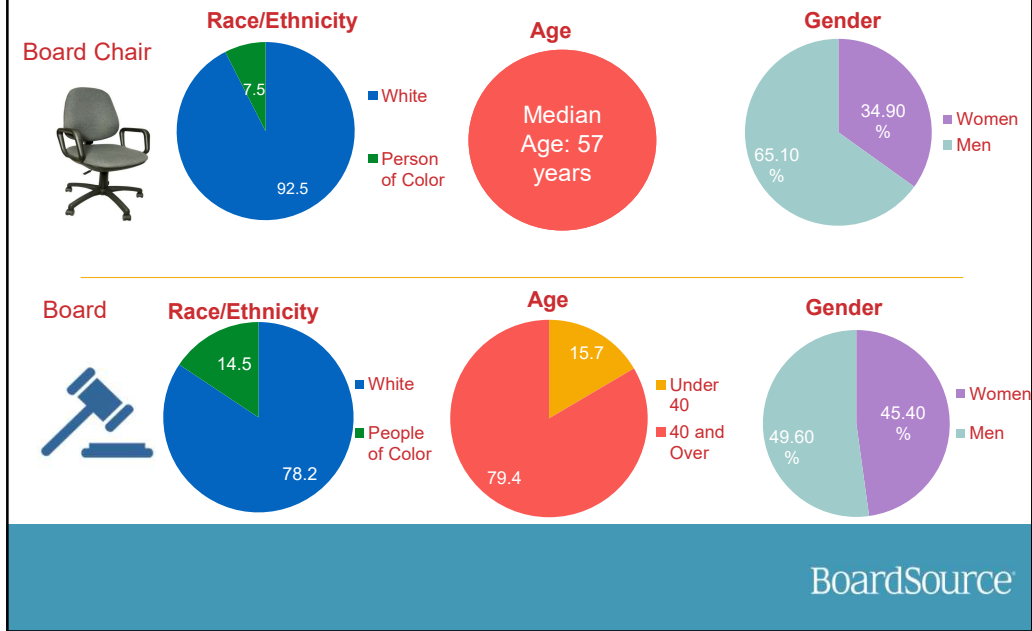 Board Chair
Race/Ethnicity
7.5
92.5
White
Person
of Color
Age
Median
Age: 57
years
Gender
34.90
%
65.10
%
Women
Men
Board
Race/Ethnicity
14.5
78.2
White
People
of Color
Age
15.7
79.4
Under
40
40 and
Over
Gender
45.40
%
49.60
%
Women
Men
BoardSource